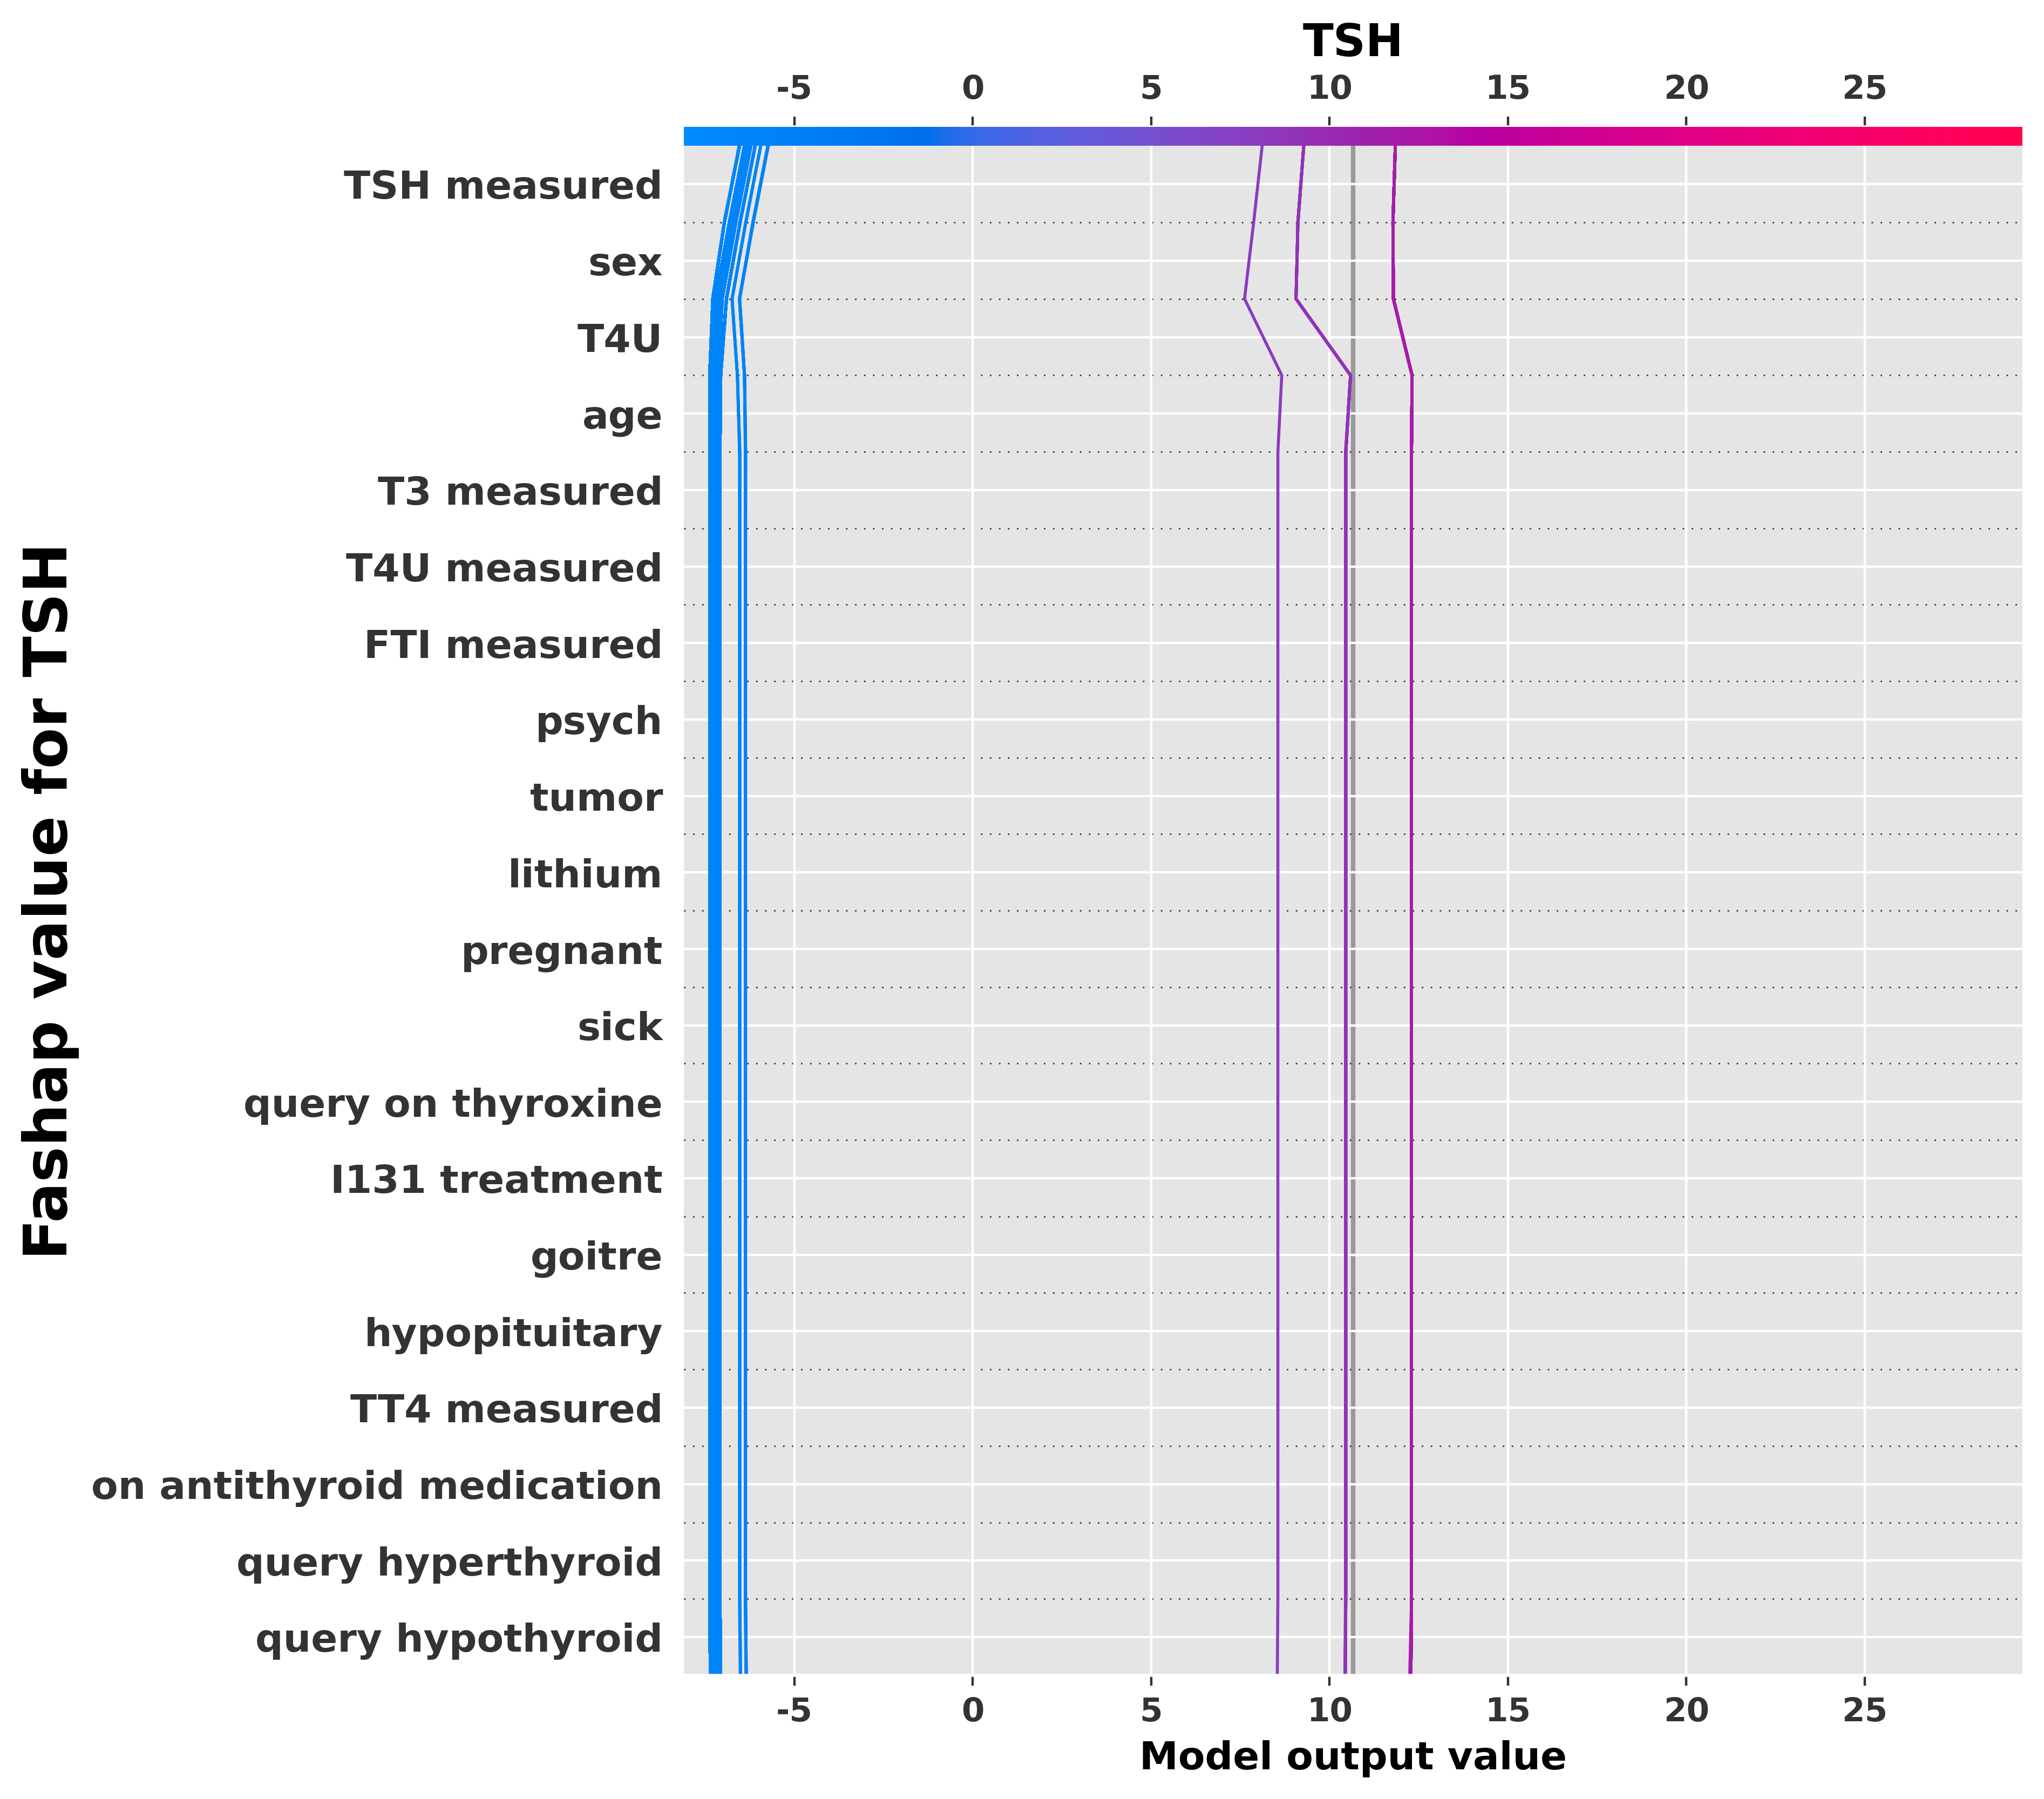 TSH
-5 0 5 10 15 20 25
Fashap value for TSH
TSH measured
sex
T4U
age
T3 measured
T4U measured
FTI measured
psych
tumor
lithium
pregnant
sick
query on thyroxine
I131 treatment
goitre
hypopituitary
TT4 measured
on antithyroid medication
query hyperthyroid
query hypothyroid
-5 0 5 10 15 20 25
Model output value